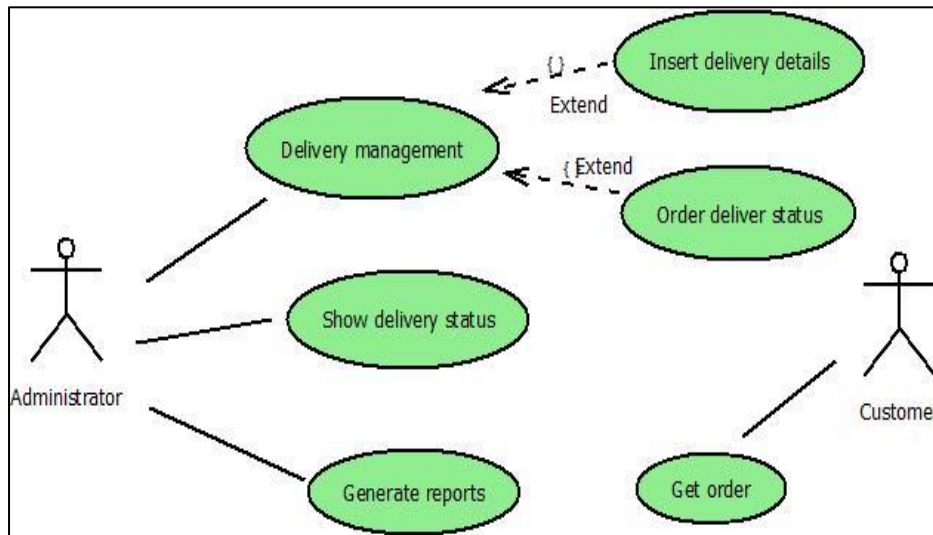 Insert delivery details
{ }
Extend
Delivery management
{ }
Extend
Order deliver status
Show delivery status
Administrator
Custome
Generate reports
Get order